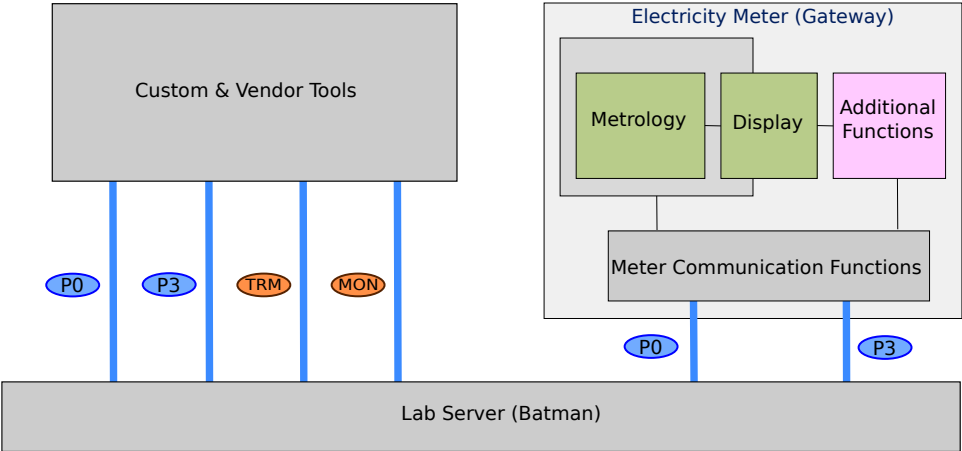 Electricity Meter (Gateway)
Custom & Vendor Tools
Metrology
Display
Additional
Functions
Meter Communication Functions
P0
P3
TRM
MON
P0
P3
Lab Server (Batman)